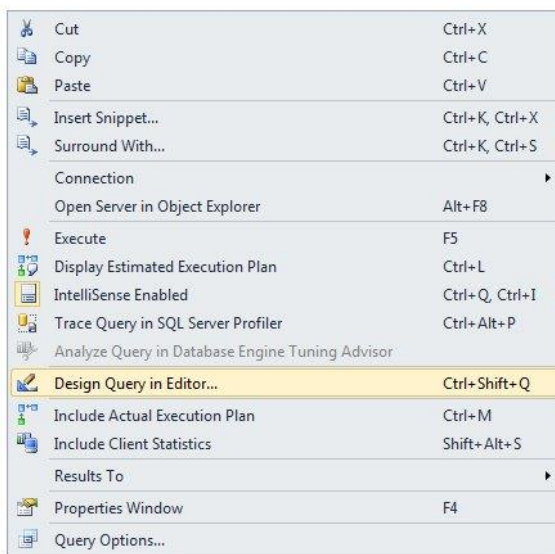 Cut Ctrl+X
Copy Ctrl+C
Paste Ctrl+V
Insert Snippet... Ctrl+K, Ctrl+X
Surround With... Ctrl+K, Ctrl+S
Connection
Open Server in Object Explorer Alt+F8
Execute F5
Display Estimated Execution Plan Ctrl+L
IntelliSense Enabled Ctrl+Q, Ctrl+I
Trace Query in SQL Server Profiler Ctrl+Alt+P
Analyze Query in Database Engine Tuning Advisor
Design Query in Editor... Ctrl+Shift+Q
Include Actual Execution Plan Ctrl+M
Include Client Statistics Shift+Alt+S
Results To
Properties Window F4
Query Options...